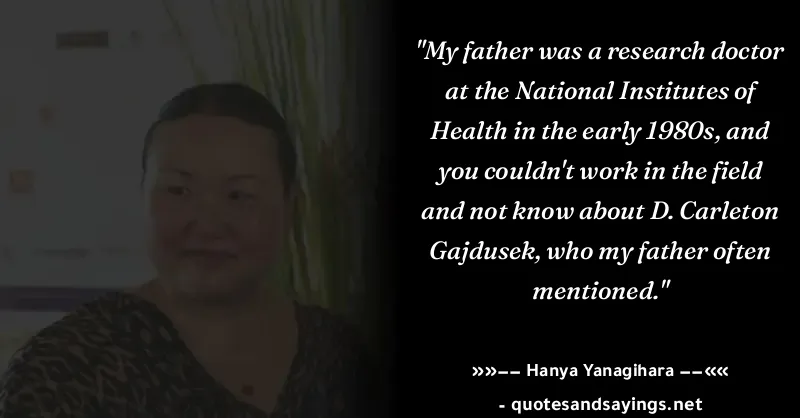 "My father was a research doctor
at the National Institutes of
Health in the early 1980s, and
you couldn't work in the field
and not know about D. Carleton
Gajdusek, who my father often
mentioned."
»»—— Hanya Yanagihara ——««
- quotesandsayings.net